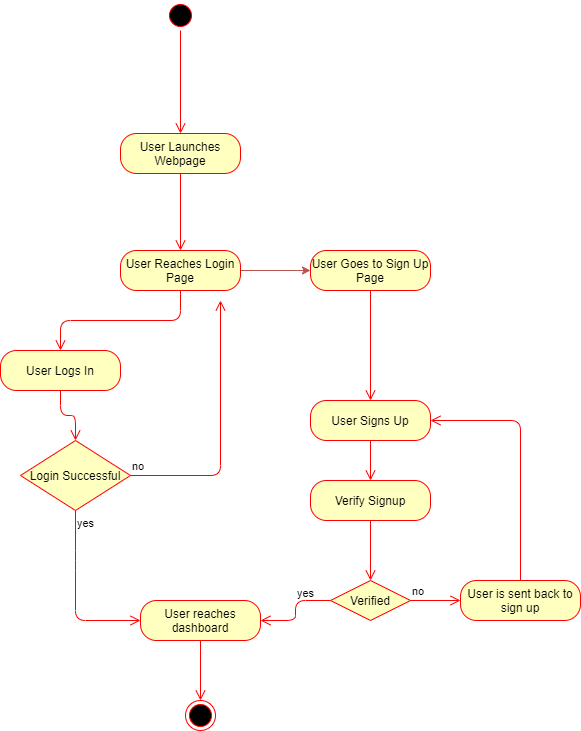 User Launches
Webpage
User Reaches Login
Page
User Goes to Sign Up
Page
User Logs In
User Signs Up
Login Successful
no
Verify Signup
yes
Verified
yes
no
User is sent back to
sign up
User reaches
dashboard